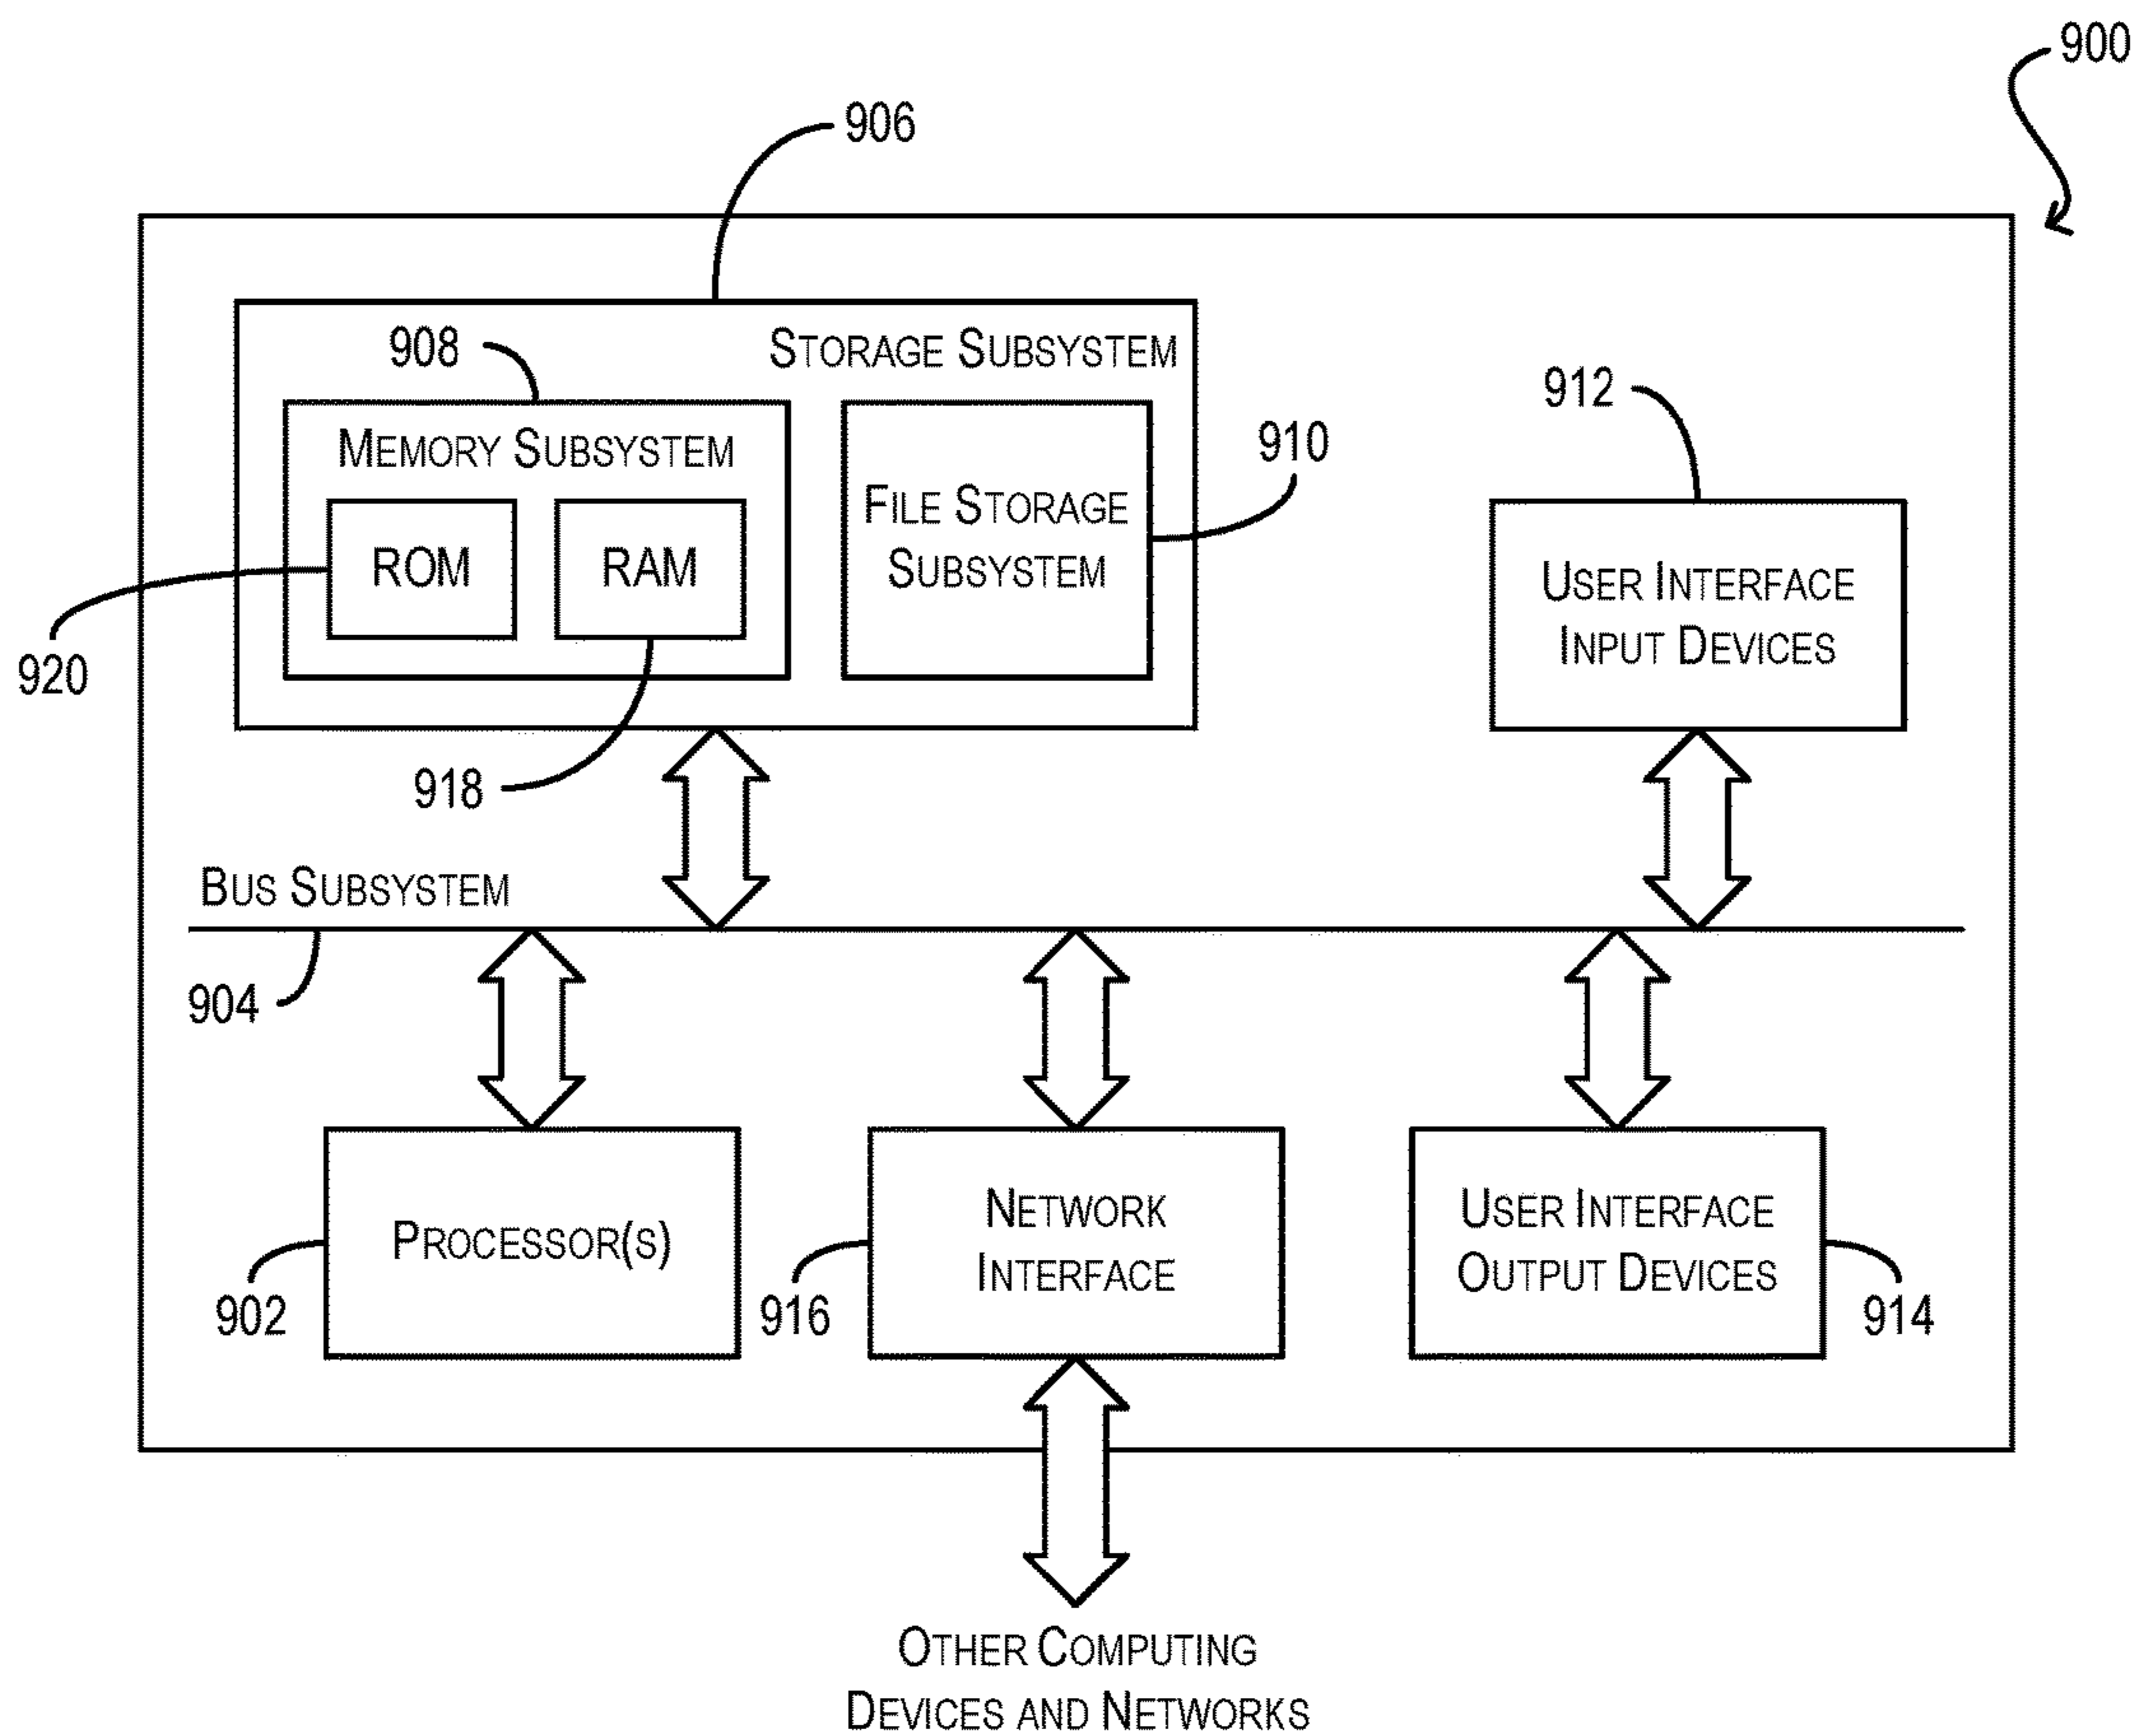 900
906
908
STORAGE SUBSYSTEM
912
MEMORY SUBSYSTEM
910
FILE STORAGE
SUBSYSTEM
ROM
RAM
USER INTERFACE
INPUT DEVICES
920
918
BUS SUBSYSTEM
904
PROCESSOR(S)
NETWORK
INTERFACE
USER INTERFACE
OUTPUT DEVICES
902
916
914
OTHER COMPUTING
DEVICES AND NETWORKS